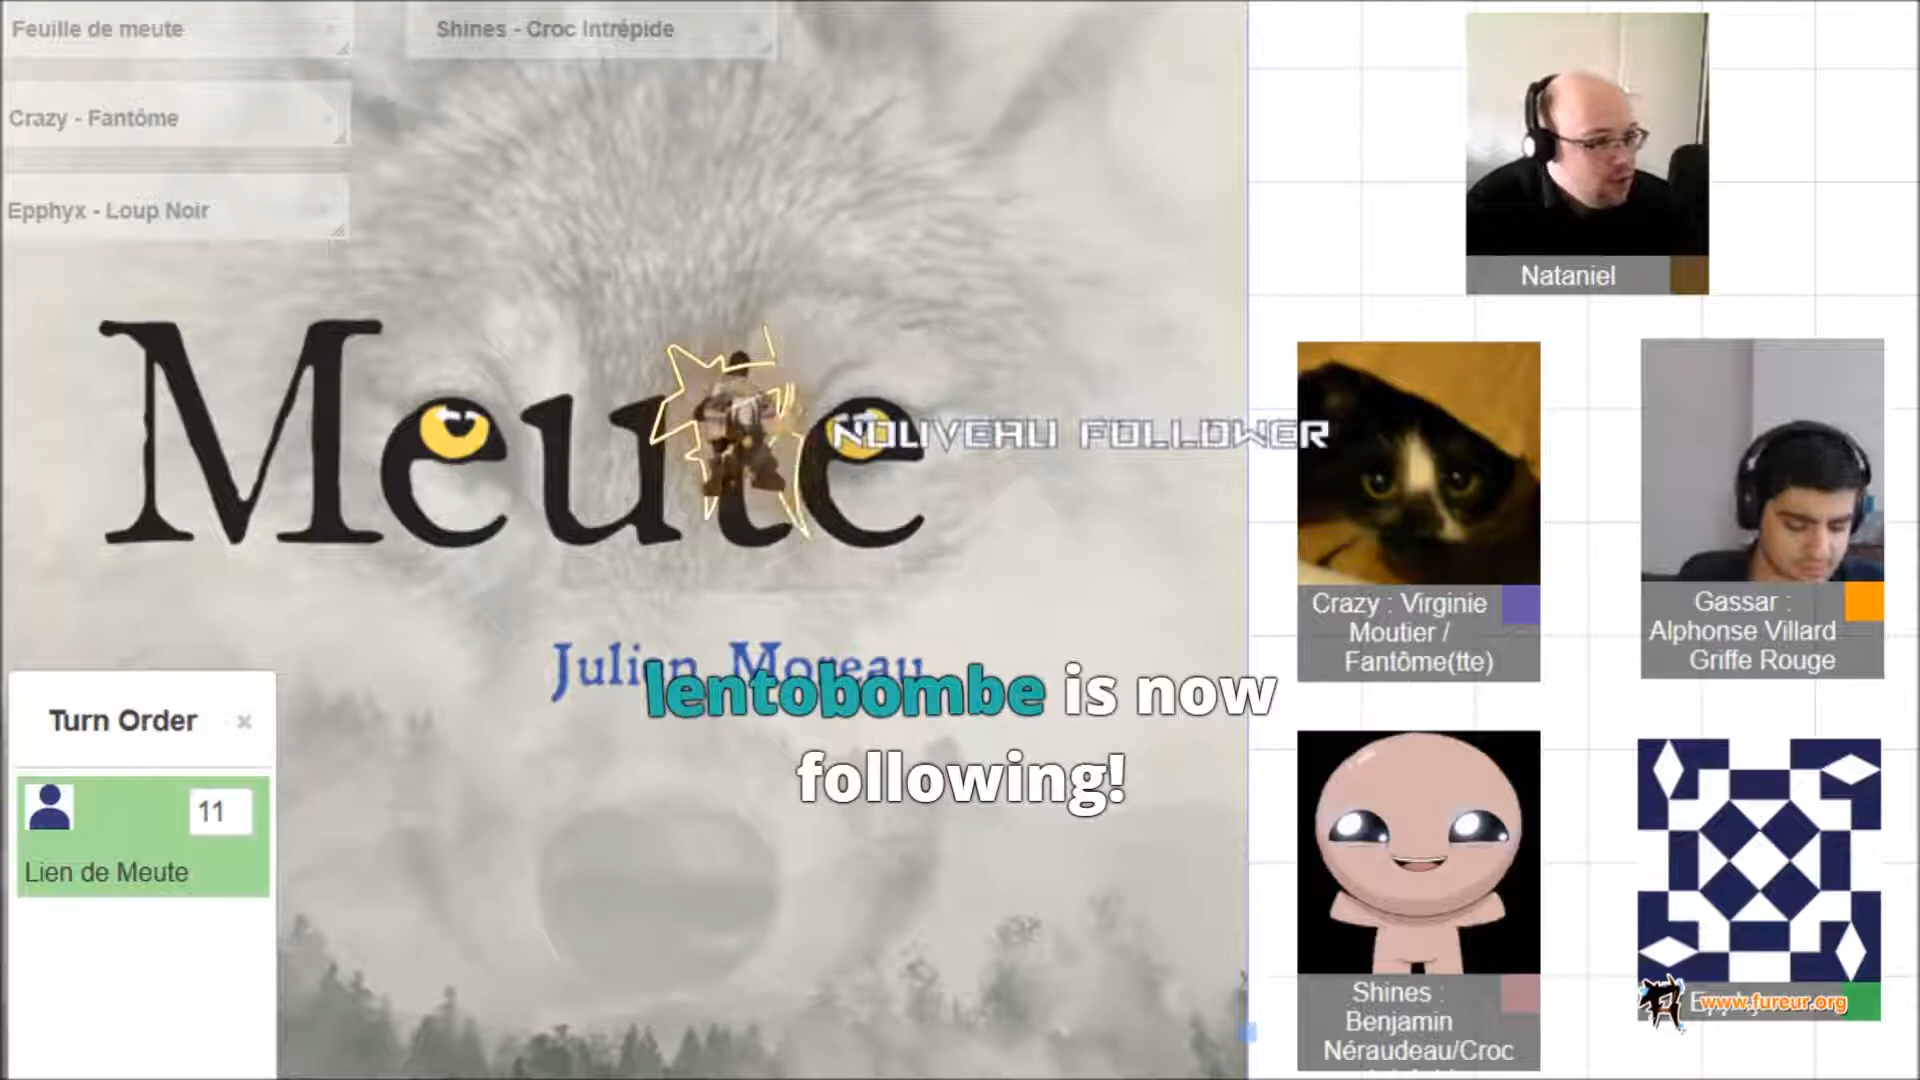 Feuille de meute
Shines - Croc Intrépide
Crazy - Fantôme
Epphyx - Loup Noir
Meute
NOUVEAU FOLLOWER
Julien Moreau
lentobombe is now
following!
Turn Order
11
Lien de Meute
Nataniel
Crazy : Virginie
Moutier /
Fantôme(tte)
Gassar :
Alphonse Villard
Griffe Rouge
Shines :
Benjamin
Néraudeau/Croc
www.fureur.org